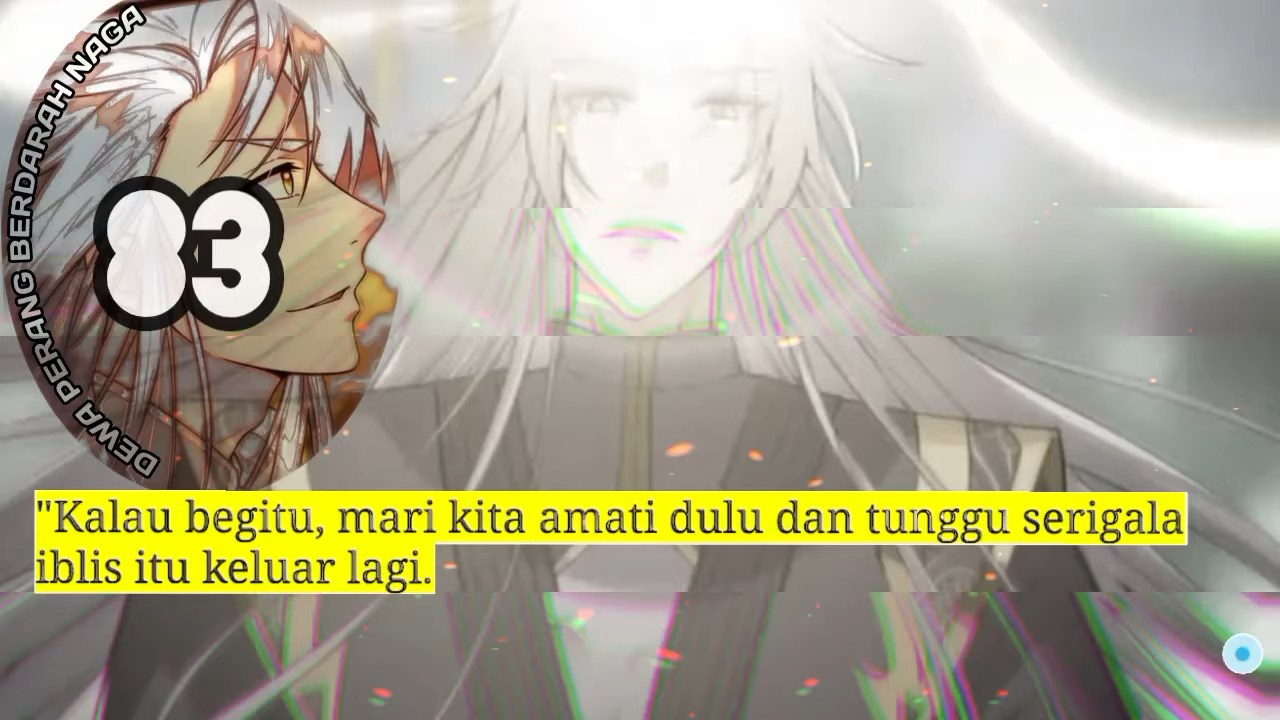 DEWA PERANG BERDARAH NAGA
83
"Kalau begitu, mari kita amati dulu dan tunggu serigala
iblis itu keluar lagi.